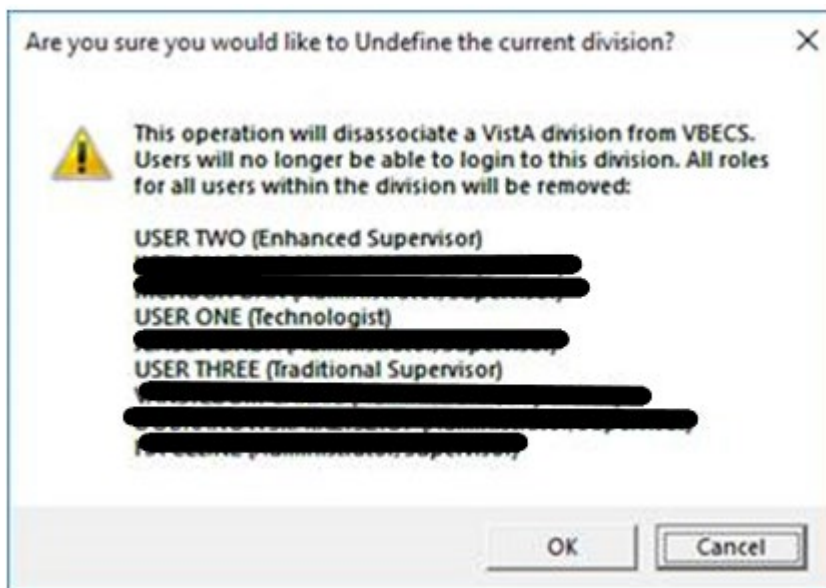 Are you sure you would like to Undefine the current division?
This operation will disassociate a VistA division from VBECS.
Users will no longer be able to login to this division. All roles
for all users within the division will be removed:
USER TWO (Enhanced Supervisor)
USER ONE (Technologist)
USER THREE (Traditional Supervisor)
OK
Cancel